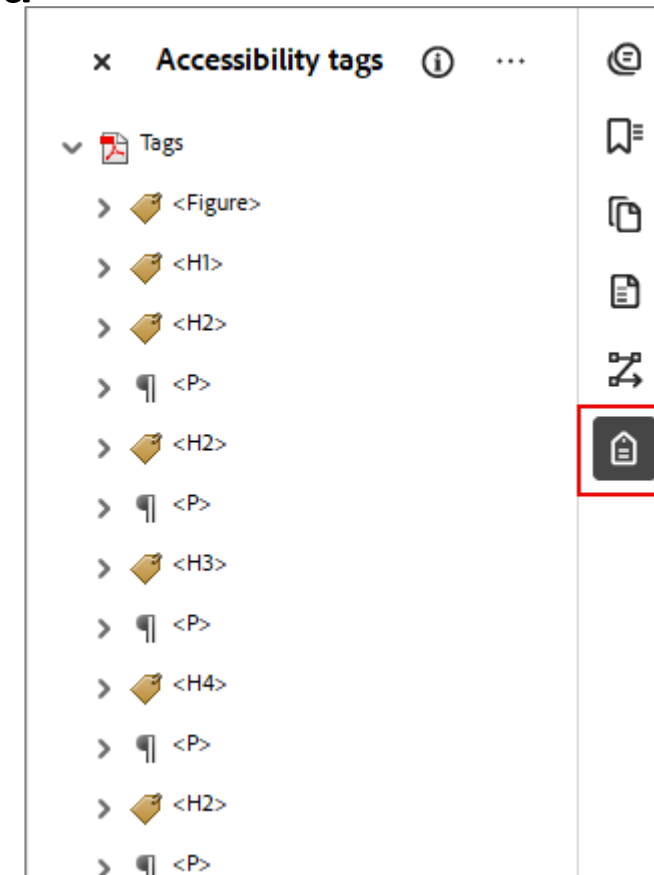 Accessibility tags
Tags
<Figure>
<H1>
<H2>
<P>
<H2>
<P>
<H3>
<P>
<H4>
<P>
<H2>
<P>